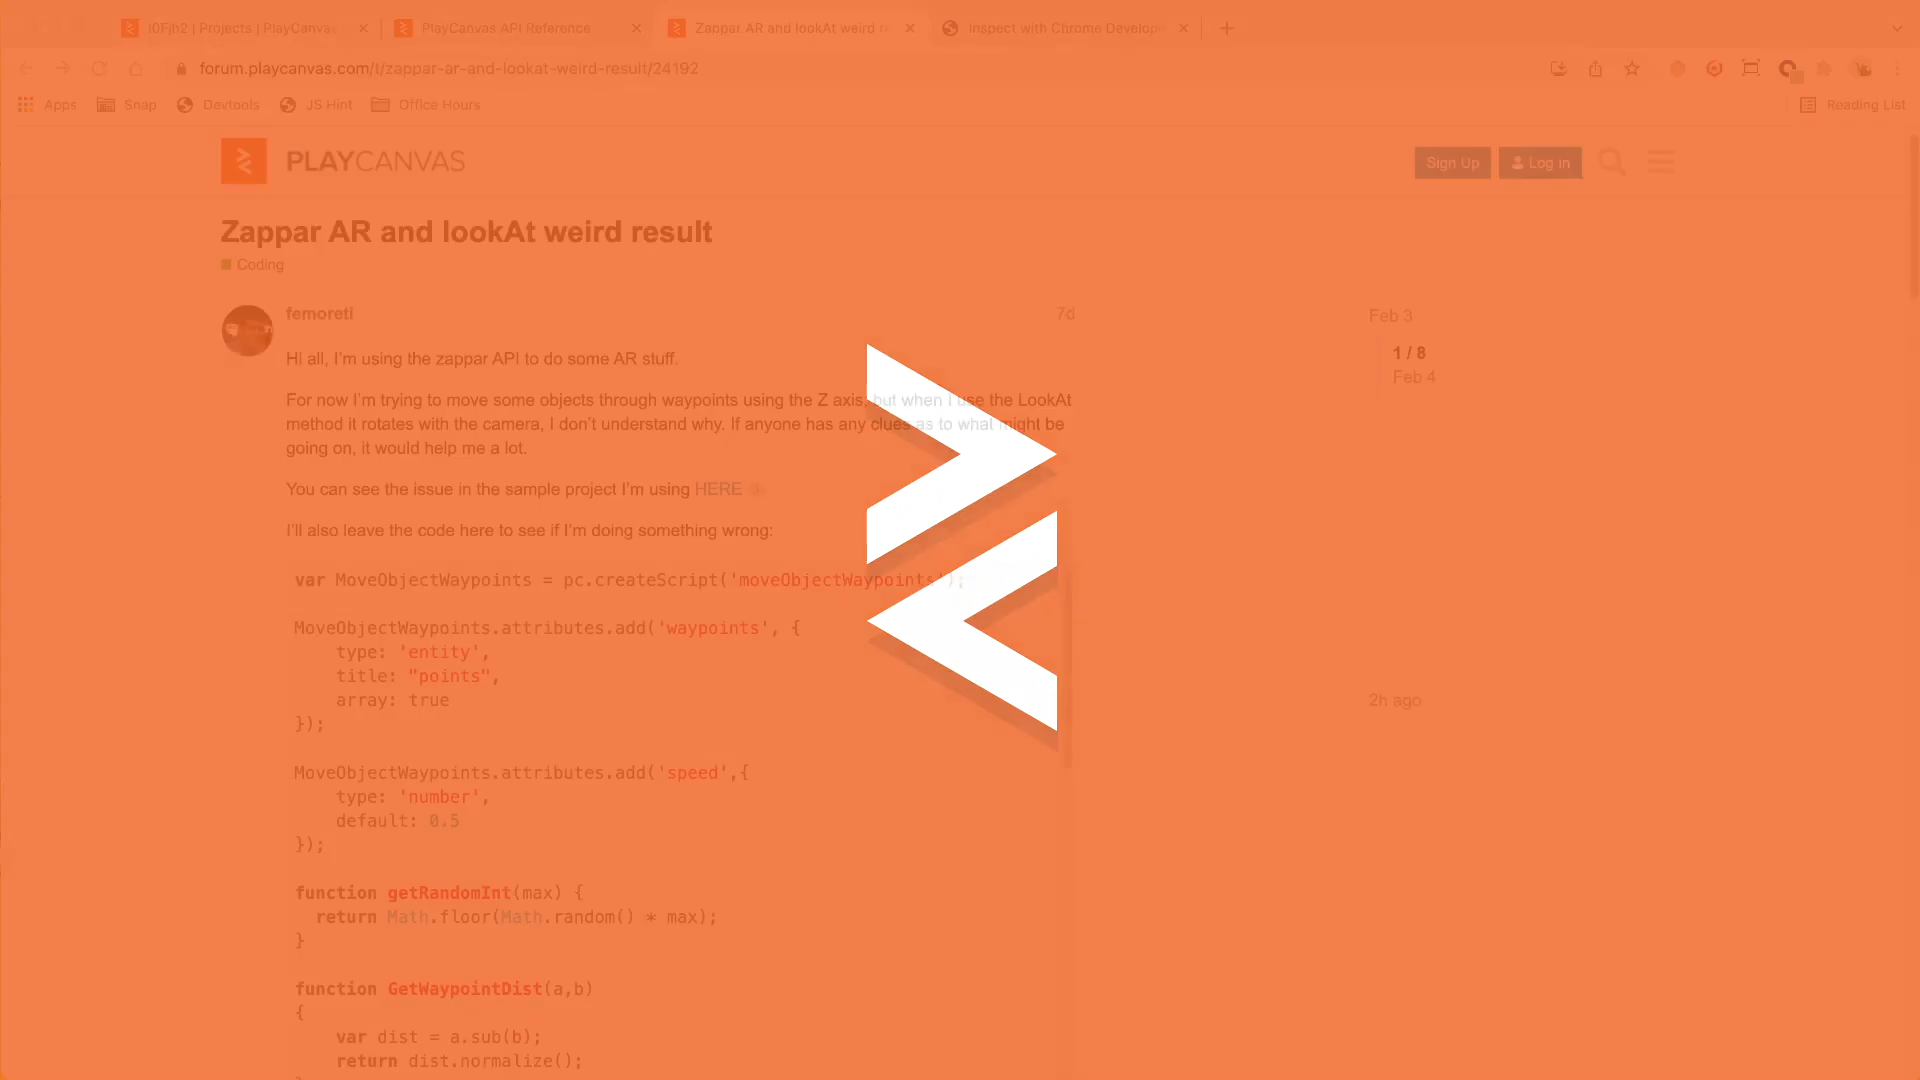 i0Fjh2 | Projects | PlayCanvas
PlayCanvas API Reference
Zappar AR and lookAt weird re
Inspect with Chrome Develope
forum.playcanvas.com/t/zappar-ar-and-lookat-weird-result/24192
Apps
Snap
Devtools
JS Hint
Office Hours
Reading List
PLAYCANVAS
Sign Up
Log in
Zappar AR and lookAt weird result
Coding
femoreti
7d
Hi all, I'm using the zappar API to do some AR stuff.
For now I'm trying to move some objects through waypoints using the Z axis, but when I use the LookAt
method it rotates with the camera, I don't understand why. If anyone has any clues as to what might be
going on, it would help me a lot.
You can see the issue in the sample project I'm using HERE
I'll also leave the code here to see if I'm doing something wrong:
var MoveObjectWaypoints = pc.createScript('moveObjectWaypoints');
MoveObjectWaypoints.attributes.add('waypoints', {
type: 'entity',
title: "points",
array: true
});
MoveObjectWaypoints.attributes.add('speed',{
type: 'number',
default: 0.5
});
function getRandomInt(max) {
return Math.floor(Math.random() * max);
}
function GetWaypointDist(a,b)
{
var dist = a.sub(b);
return dist.normalize();
Feb 3
1 / 8
Feb 4
2h ago